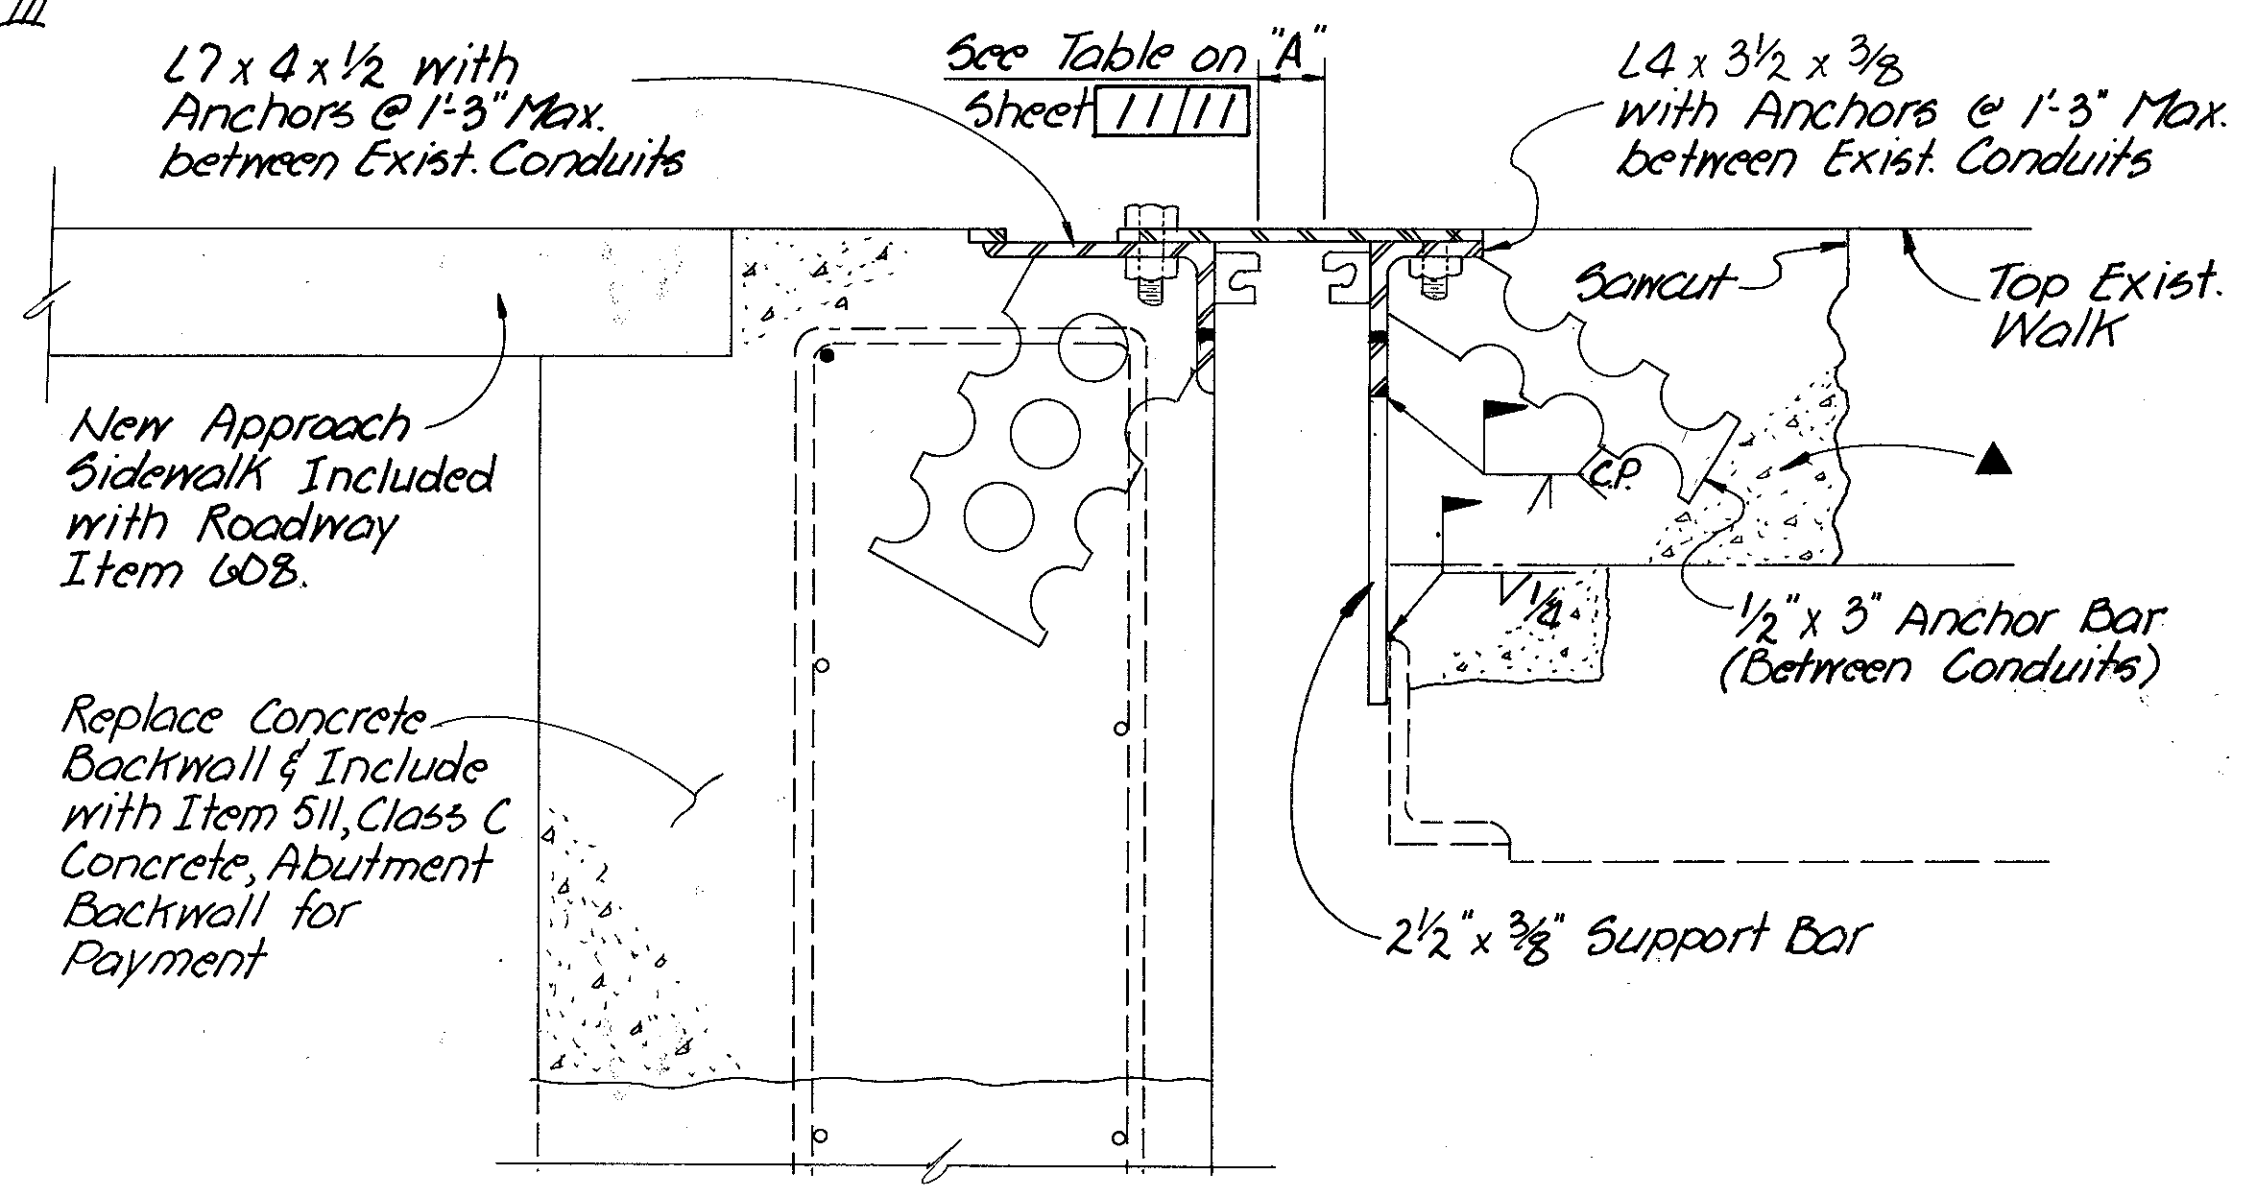 L7 x 4 x 1/2 with
Anchors @ 1'-3" Max.
between Exist. Conduits
See Table on "A"
Sheet 11/11
L4 x 3 1/2 x 3/8
with Anchors @ 1'-3" Max.
between Exist. Conduits
Sawcut
Top Exist.
Walk
New Approach
Sidewalk Included
with Roadway
Item 608.
C.P.
1/4
1/2" x 3" Anchor Bar
(Between Conduits)
Replace Concrete
Backwall & Include
with Item 511, Class C
Concrete, Abutment
Backwall for
Payment
2 1/2" x 3/8" Support Bar